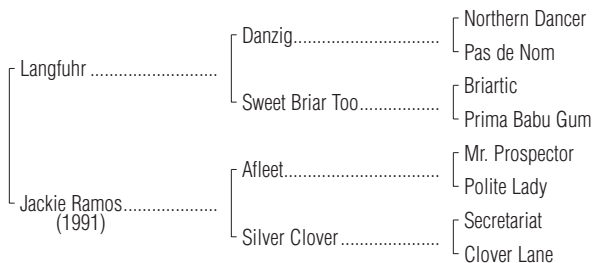 Northern Dancer
Danzig..............................
Pas de Nom
Langfuhr ..........................
Briartic
Sweet Briar Too.................
Prima Babu Gum
Mr. Prospector
Afleet................................
Polite Lady
Jackie Ramos....................
(1991)
Secretariat
Silver Clover .....................
Clover Lane